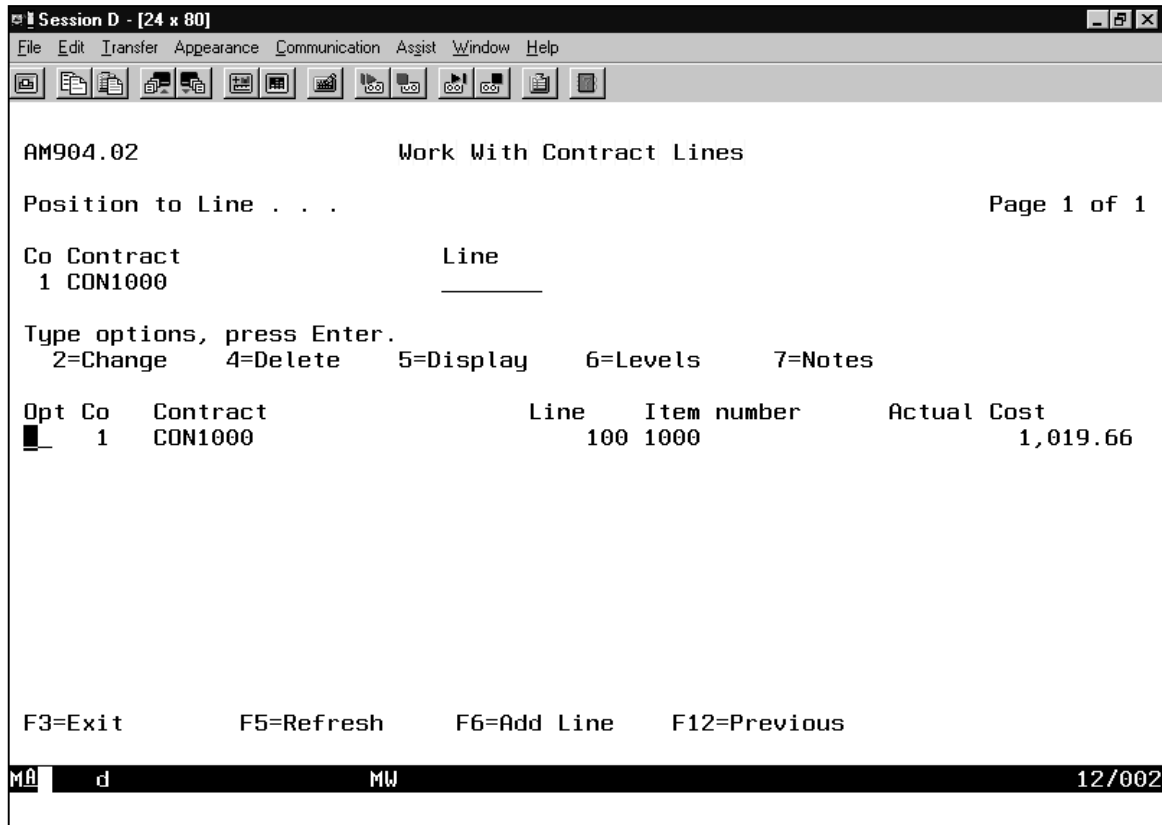 Session D - [24 x 80]
File Edit Transfer Appearance Communication Assist Window Help
AM904.02 Work With Contract Lines
Position to Line . . . Page 1 of 1
Co Contract Line
1 CON1000 _______
Type options, press Enter.
2=Change 4=Delete 5=Display 6=Levels 7=Notes
Opt Co Contract Line Item number Actual Cost
1 CON1000 100 1000 1,019.66
F3=Exit F5=Refresh F6=Add Line F12=Previous
MA d MW 12/002